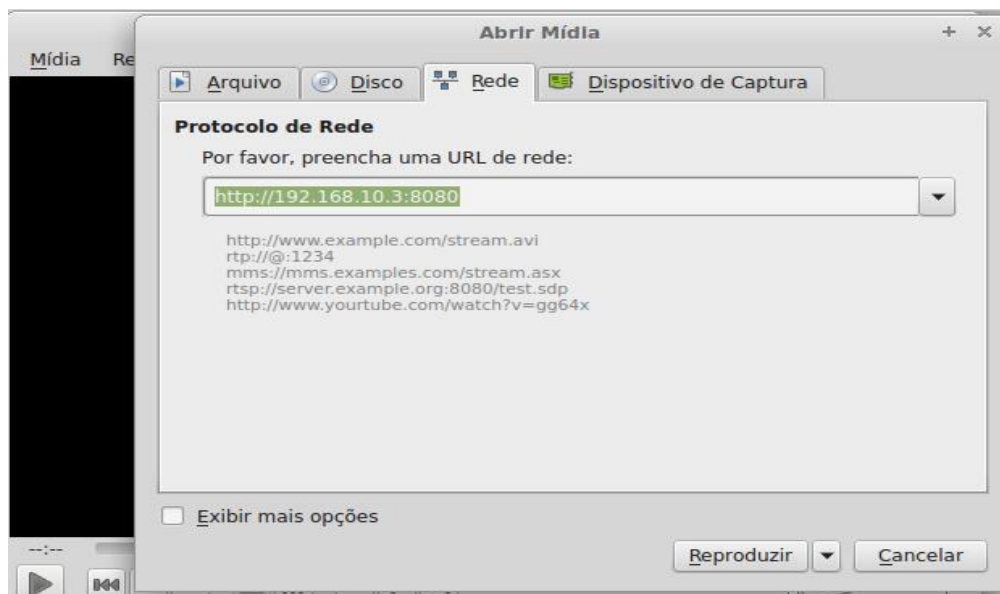 Abrir Mídia
Mídia Re
Arquivo Disco Rede Dispositivo de Captura
Protocolo de Rede
Por favor, preencha uma URL de rede:
http://192.168.10.3:8080
http://www.example.com/stream.avi
rtp://@:1234
mms://mms.examples.com/stream.asx
rtsp://server.example.org:8080/test.sdp
http://www.yourtube.com/watch?v=gg64x
Exibir mais opções
--:--
Reproduzir Cancelar